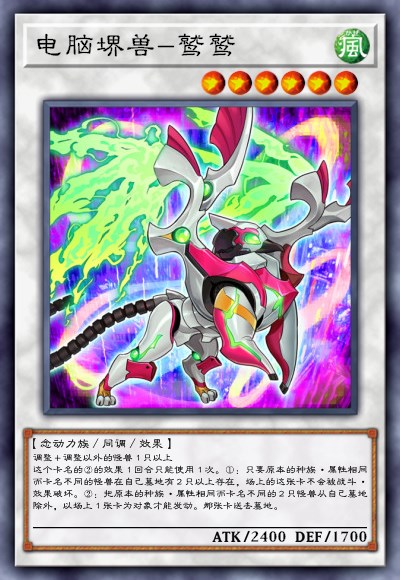 电脑堺兽-鹫鹫
風
【念动力族／同调／效果】
调整＋调整以外的怪兽1只以上
这个卡名的②的效果1回合只能使用1次。①：只要原本的种族·属性相同
而卡名不同的怪兽在自己墓地有2只以上存在，场上的这张卡不会被战斗·
效果破坏。②：把原本的种族·属性相同而卡名不同的2只怪兽从自己墓地
除外，以场上1张卡为对象才能发动。那张卡送去墓地。
ATK/2400 DEF/1700